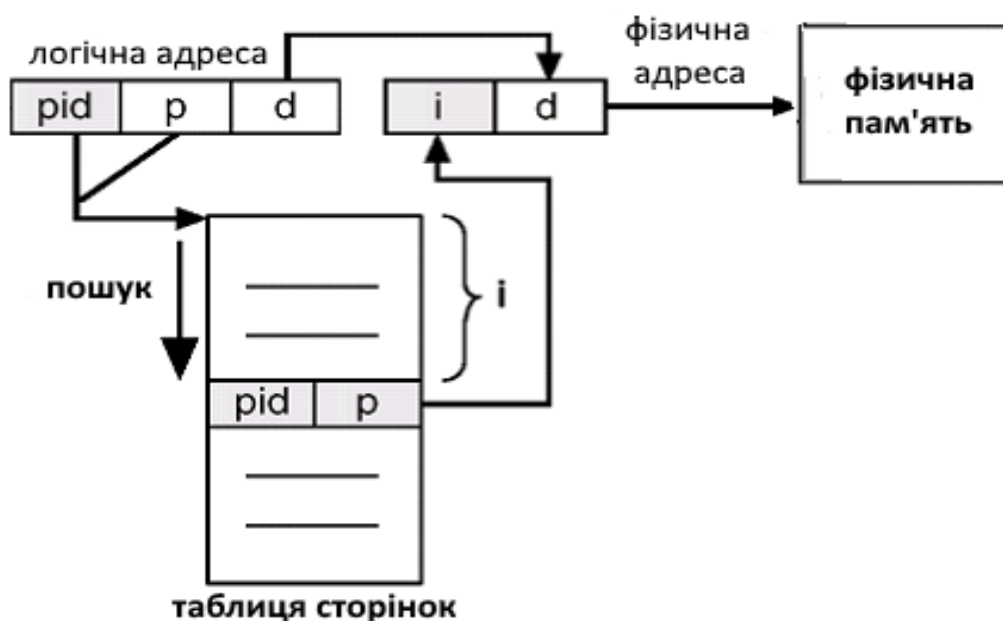 логічна адреса
pid p d
i d
фізична
адреса
фізична
пам'ять
пошук
i
pid p
таблиця сторінок